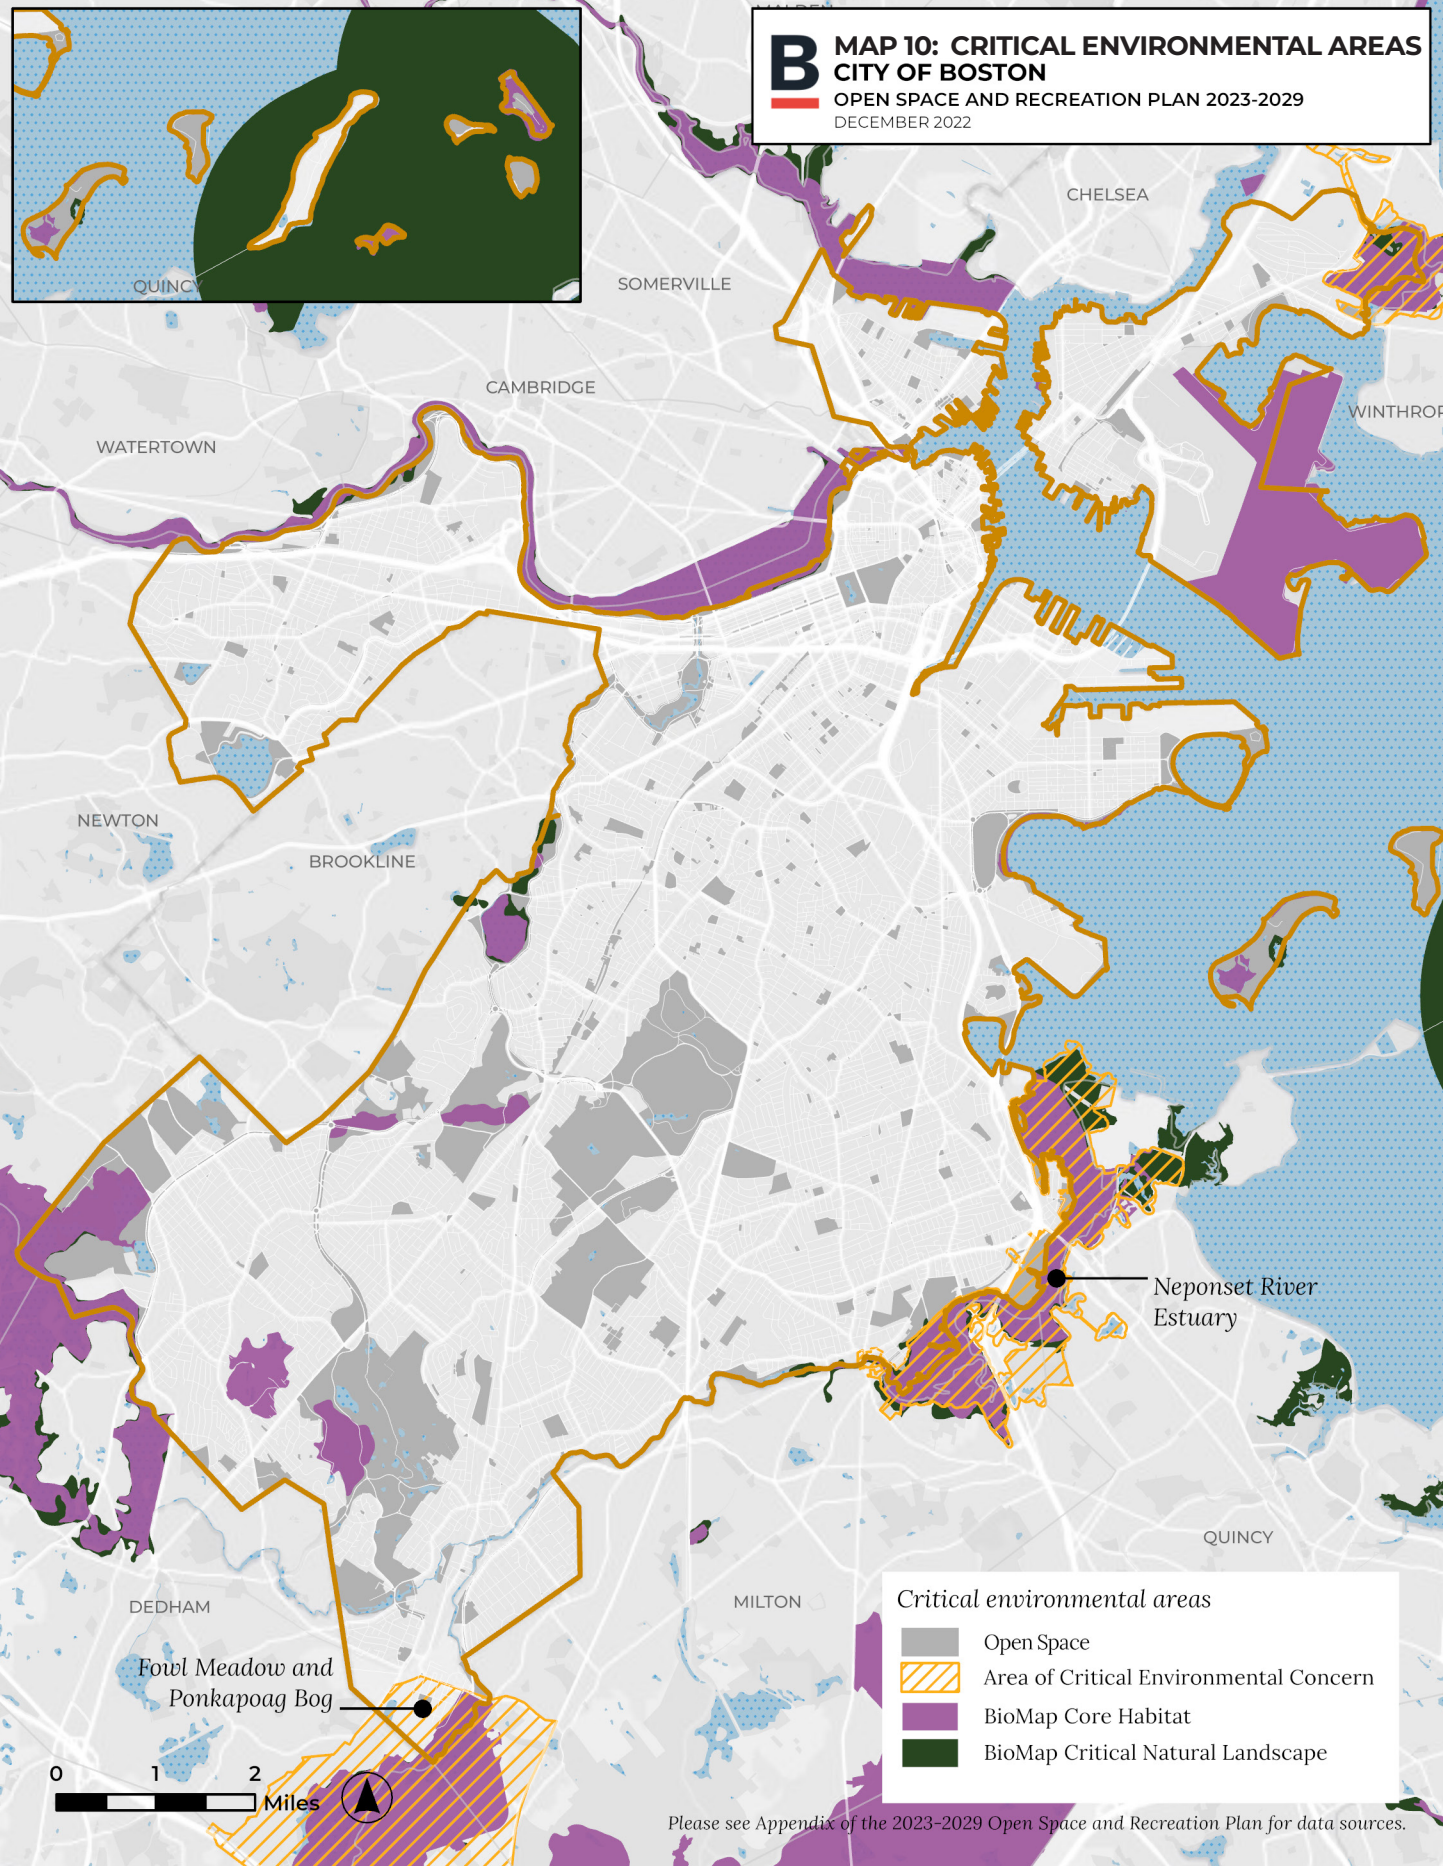 B
MAP 10: CRITICAL ENVIRONMENTAL AREAS
CITY OF BOSTON
OPEN SPACE AND RECREATION PLAN 2023-2029
DECEMBER 2022
CHELSEA
QUINCY
SOMERVILLE
CAMBRIDGE
WINTHROP
WATERTOWN
NEWTON
BROOKLINE
Neponset River
Estuary
QUINCY
MILTON
DEDHAM
Fowl Meadow and
Ponkapoag Bog
Critical environmental areas
Open Space
Area of Critical Environmental Concern
BioMap Core Habitat
BioMap Critical Natural Landscape
0 1 2
Miles
Please see Appendix of the 2023-2029 Open Space and Recreation Plan for data sources.